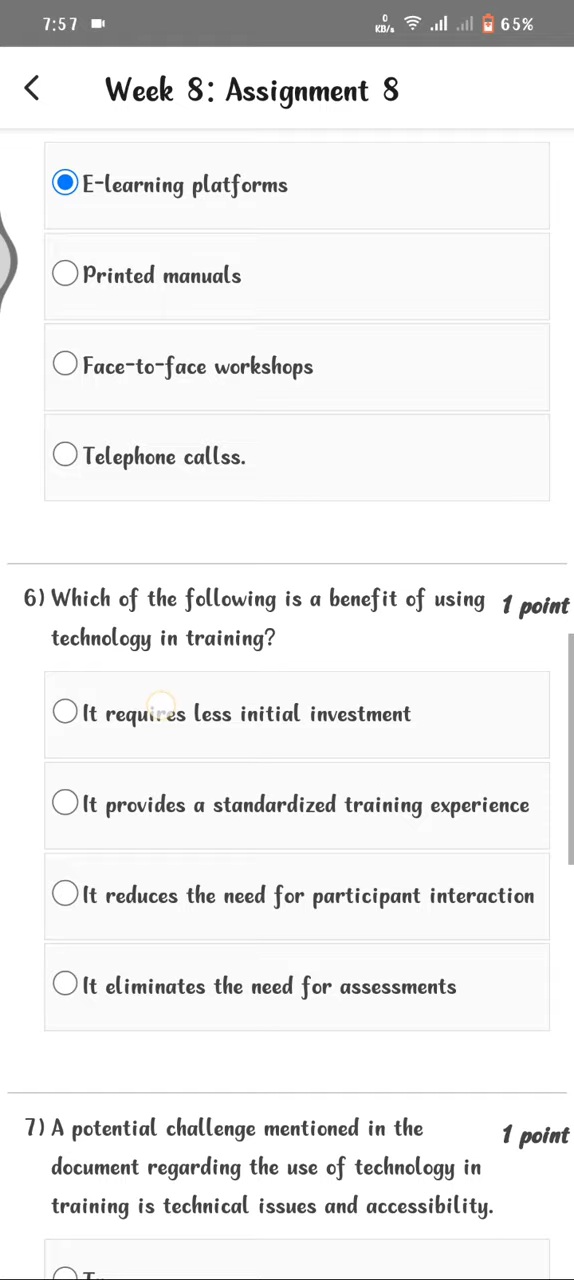 7:57
0
KB/s
65%
Week 8: Assignment 8
E-learning platforms
Printed manuals
Face-to-face workshops
Telephone callss.
6) Which of the following is a benefit of using 1 point
technology in training?
It requires less initial investment
It provides a standardized training experience
It reduces the need for participant interaction
It eliminates the need for assessments
7) A potential challenge mentioned in the 1 point
document regarding the use of technology in
training is technical issues and accessibility.